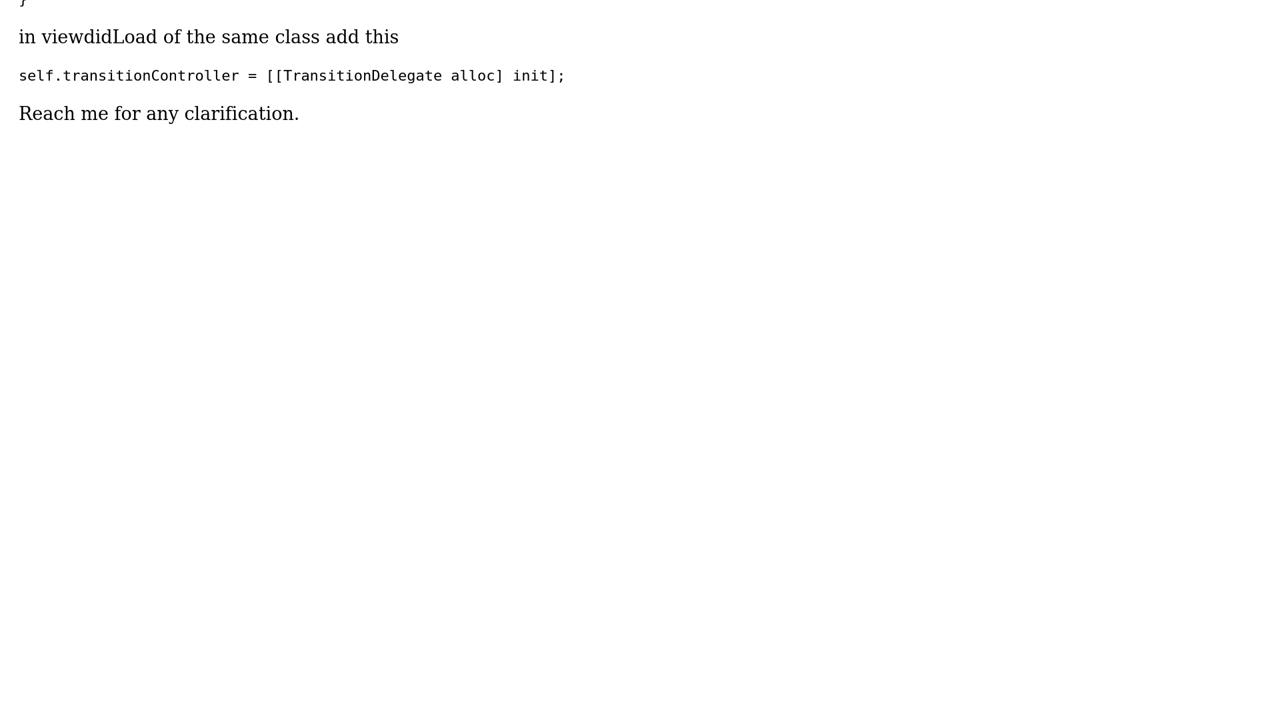 }
in viewdidLoad of the same class add this
self.transitionController = [[TransitionDelegate alloc] init];
Reach me for any clarification.